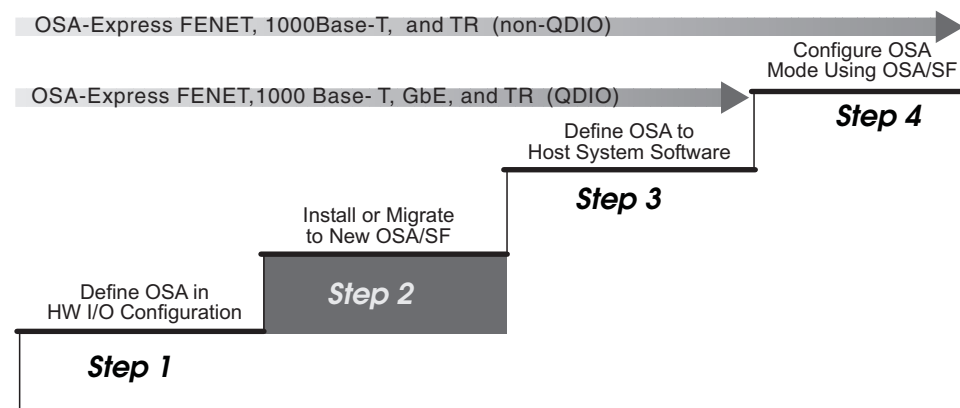 OSA-Express FENET, 1000Base-T, and TR (non-QDIO)
Configure OSA
Mode Using OSA/SF
Step 4
OSA-Express FENET,1000 Base- T, GbE, and TR (QDIO)
Define OSA to
Host System Software
Step 3
Install or Migrate
to New OSA/SF
Step 2
Define OSA in
HW I/O Configuration
Step 1